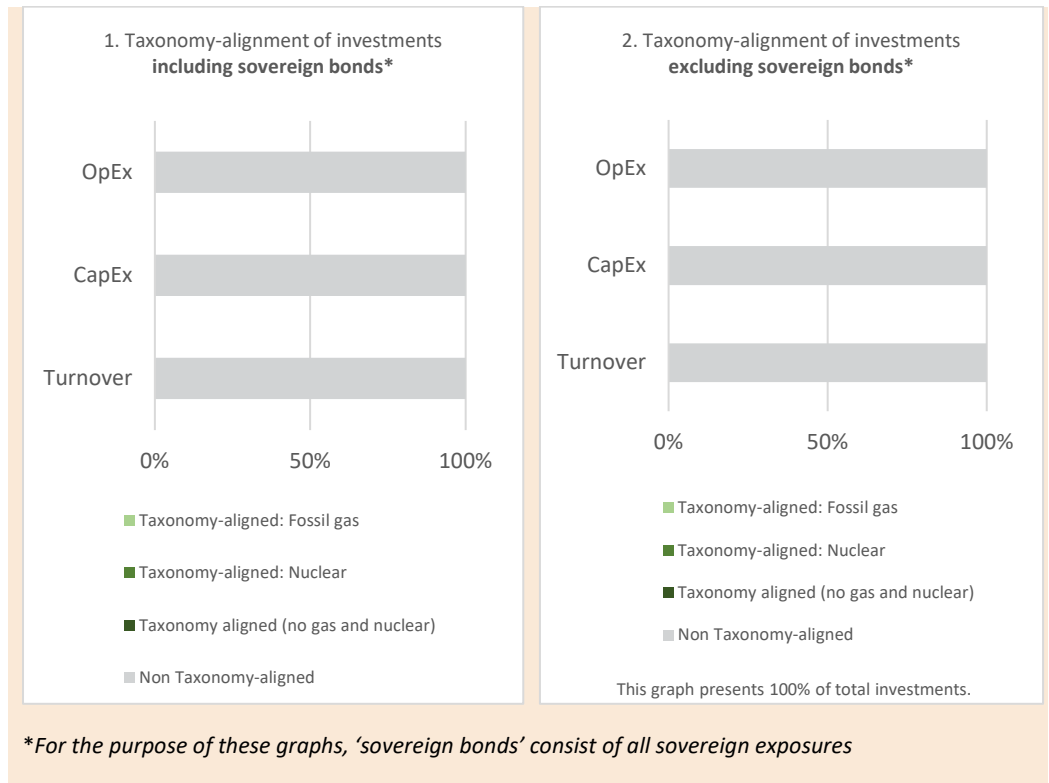 1. Taxonomy-alignment of investments
including sovereign bonds*
OpEx
CapEx
Turnover
0%
50%
100%
Taxonomy-aligned: Fossil gas
Taxonomy-aligned: Nuclear
Taxonomy aligned (no gas and nuclear)
Non Taxonomy-aligned
2. Taxonomy-alignment of investments
excluding sovereign bonds*
OpEx
CapEx
Turnover
0%
50%
100%
Taxonomy-aligned: Fossil gas
Taxonomy-aligned: Nuclear
Taxonomy aligned (no gas and nuclear)
Non Taxonomy-aligned
This graph presents 100% of total investments.
*For the purpose of these graphs, ‘sovereign bonds’ consist of all sovereign exposures